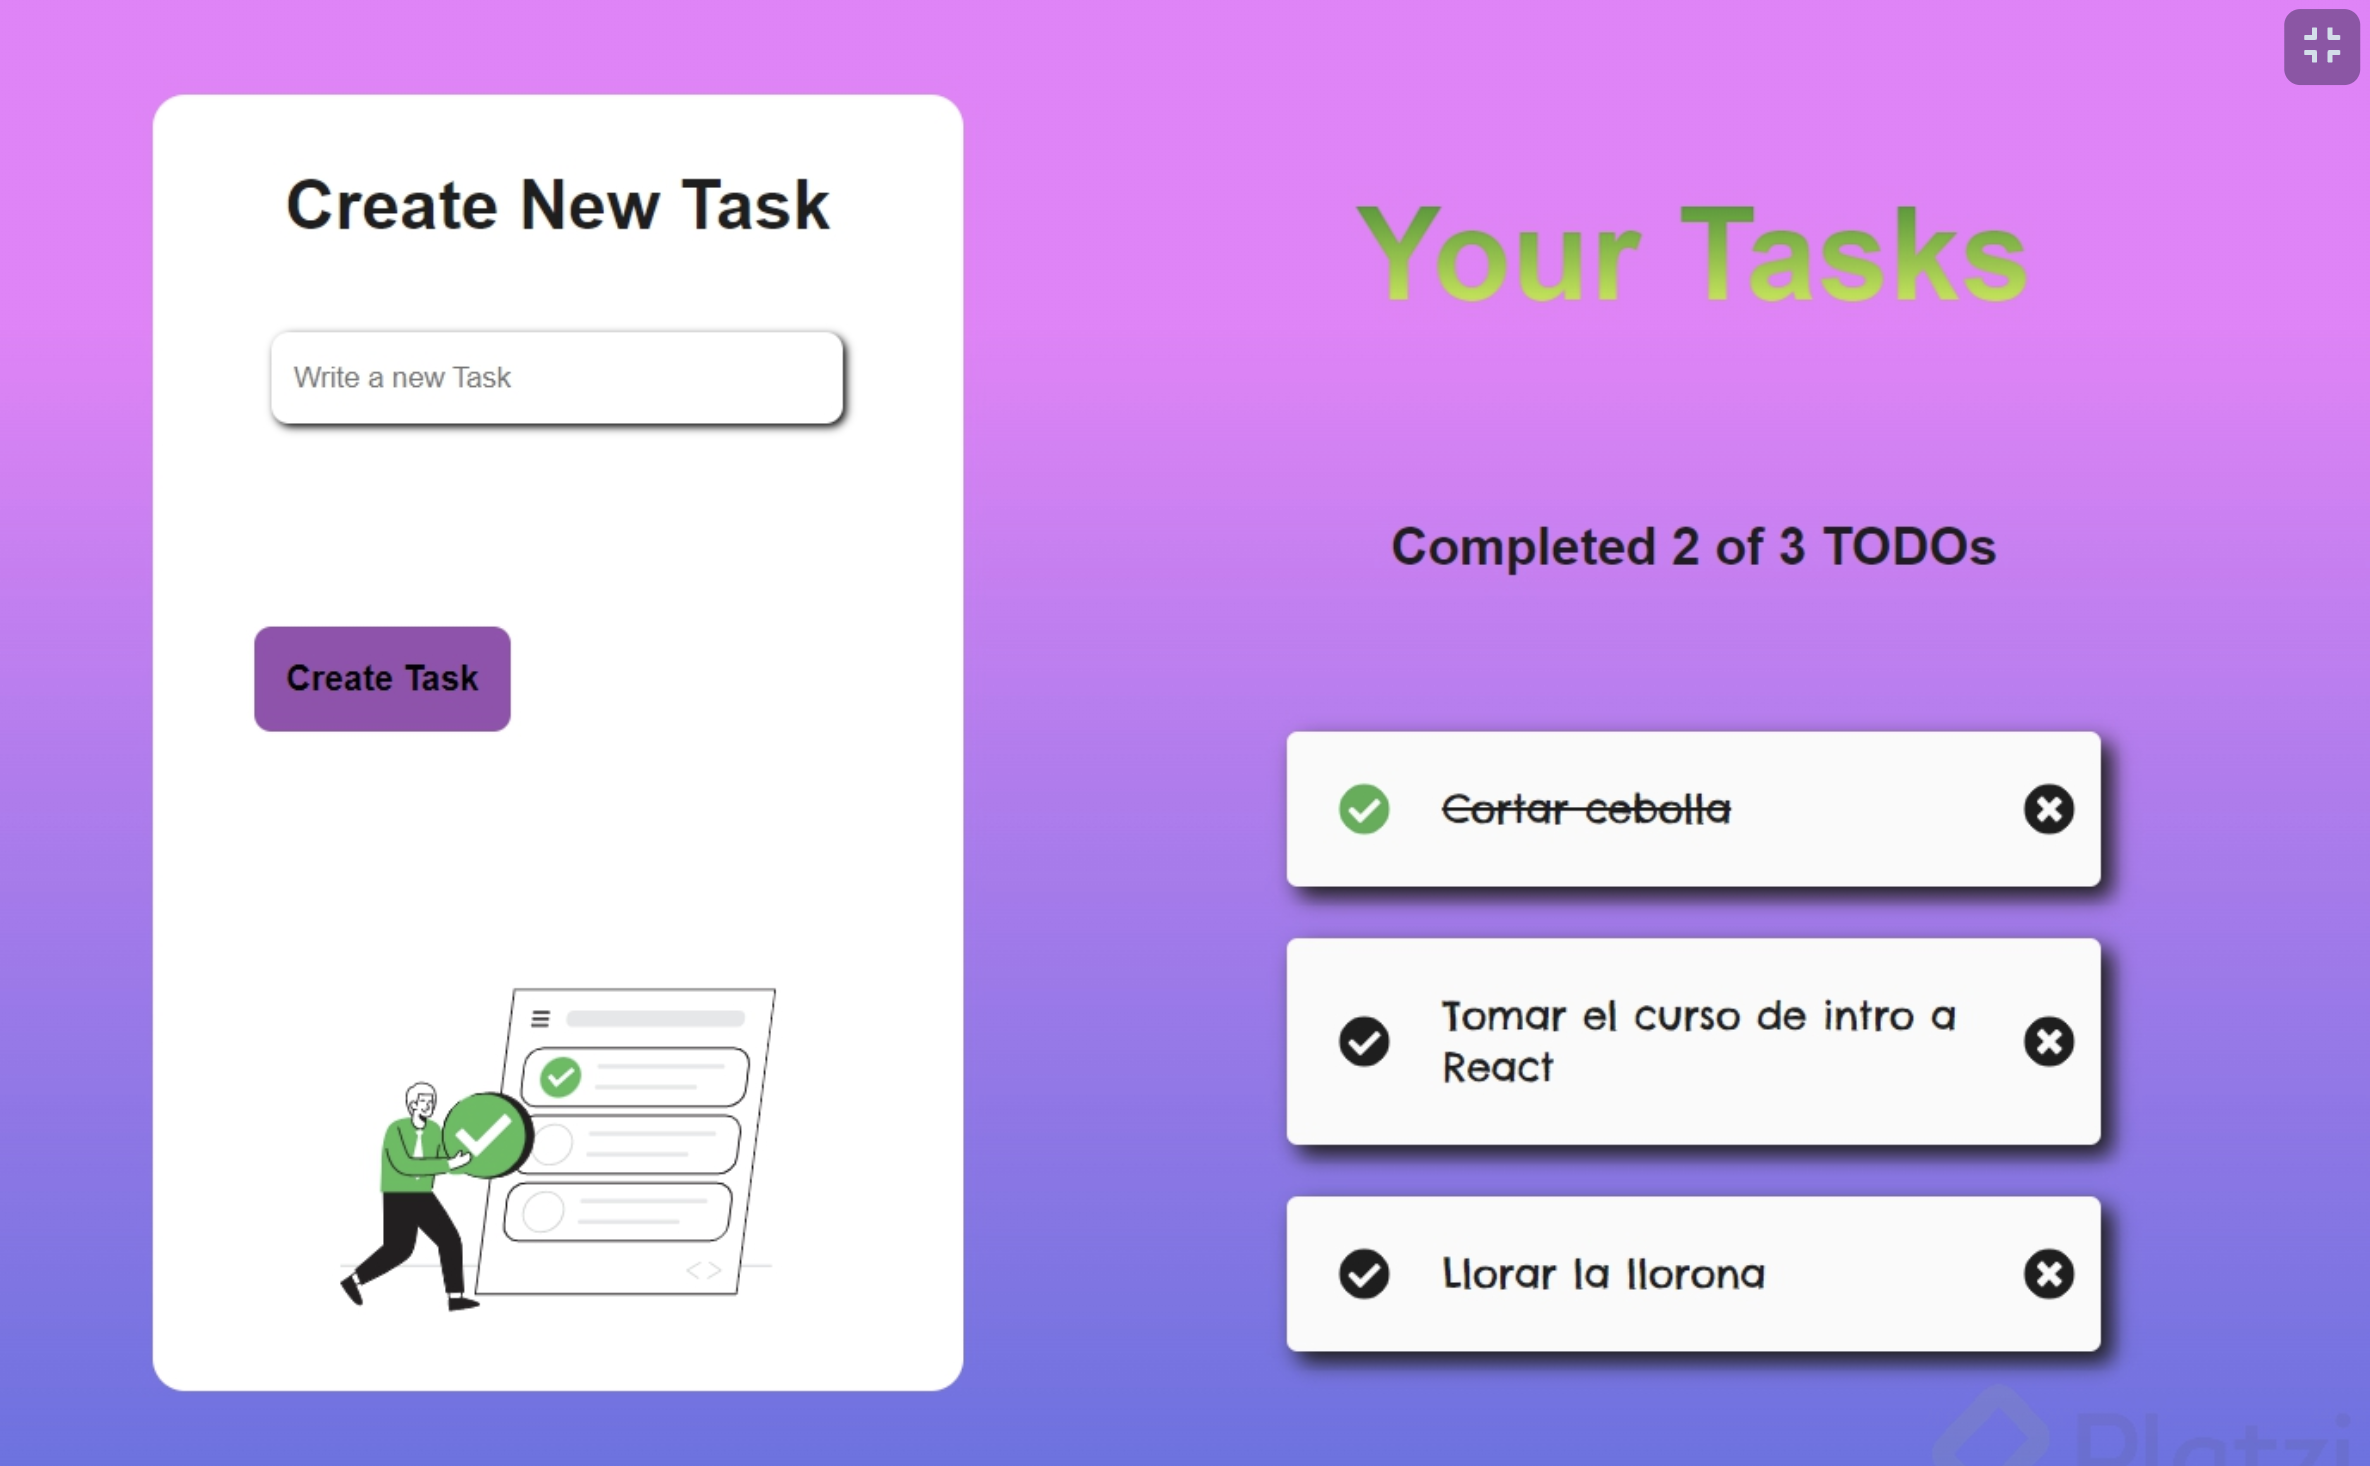 Create New Task
Write a new Task
Create Task
Your Tasks
Completed 2 of 3 TODOs
Cortar cebolla
Tomar el curso de intro a
React
Llorar la llorona
Platzi